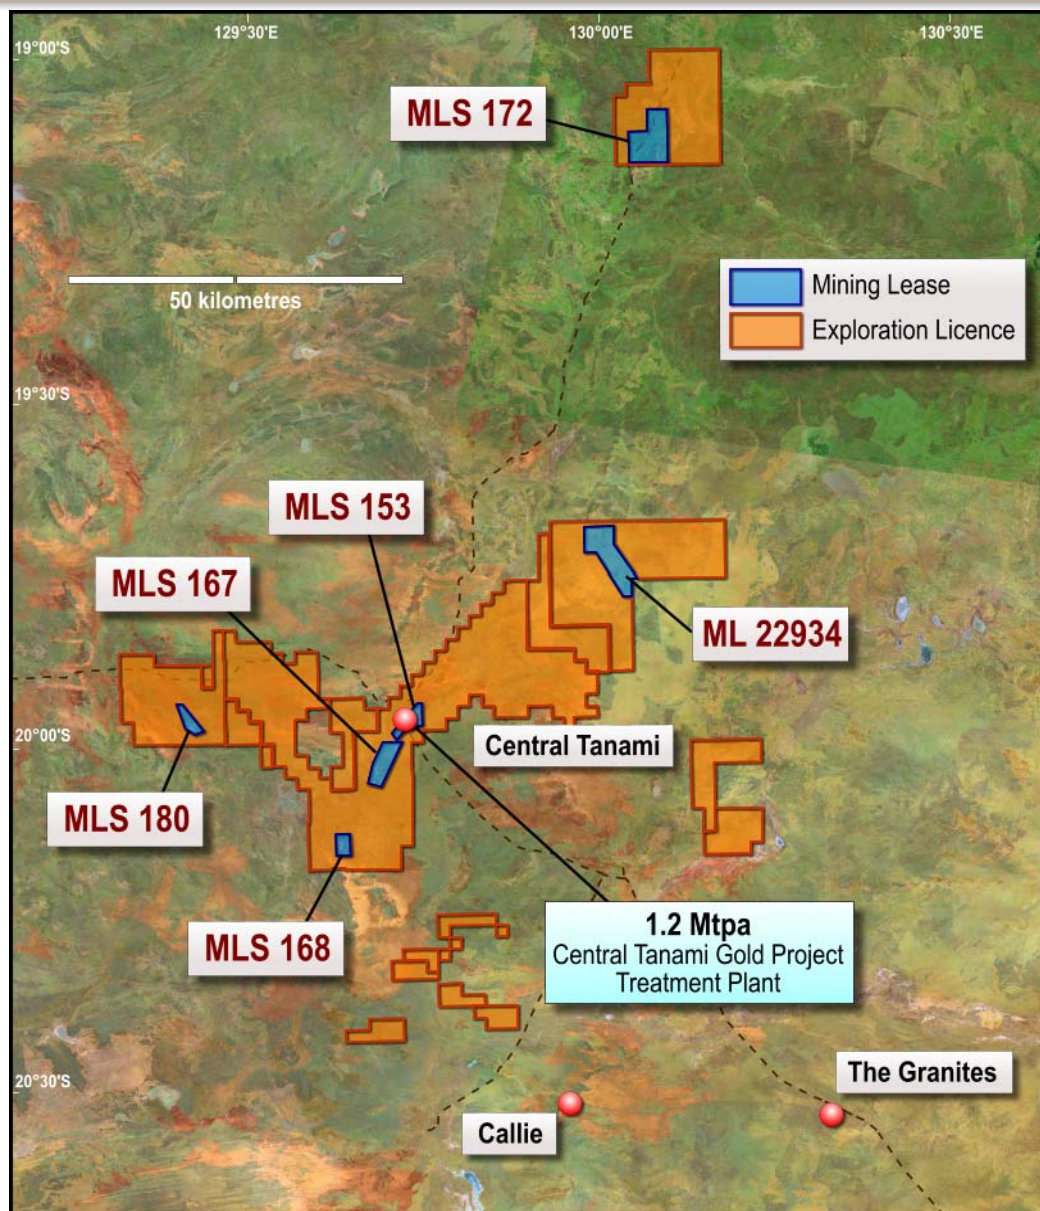 129°30'E
130°00'E
130°30'E
19°00'S
MLS 172
50 kilometres
Mining Lease
Exploration Licence
19°30'S
MLS 153
MLS 167
ML 22934
20°00'S
Central Tanami
MLS 180
MLS 168
1.2 Mtpa
Central Tanami Gold Project
Treatment Plant
20°30'S
The Granites
Callie